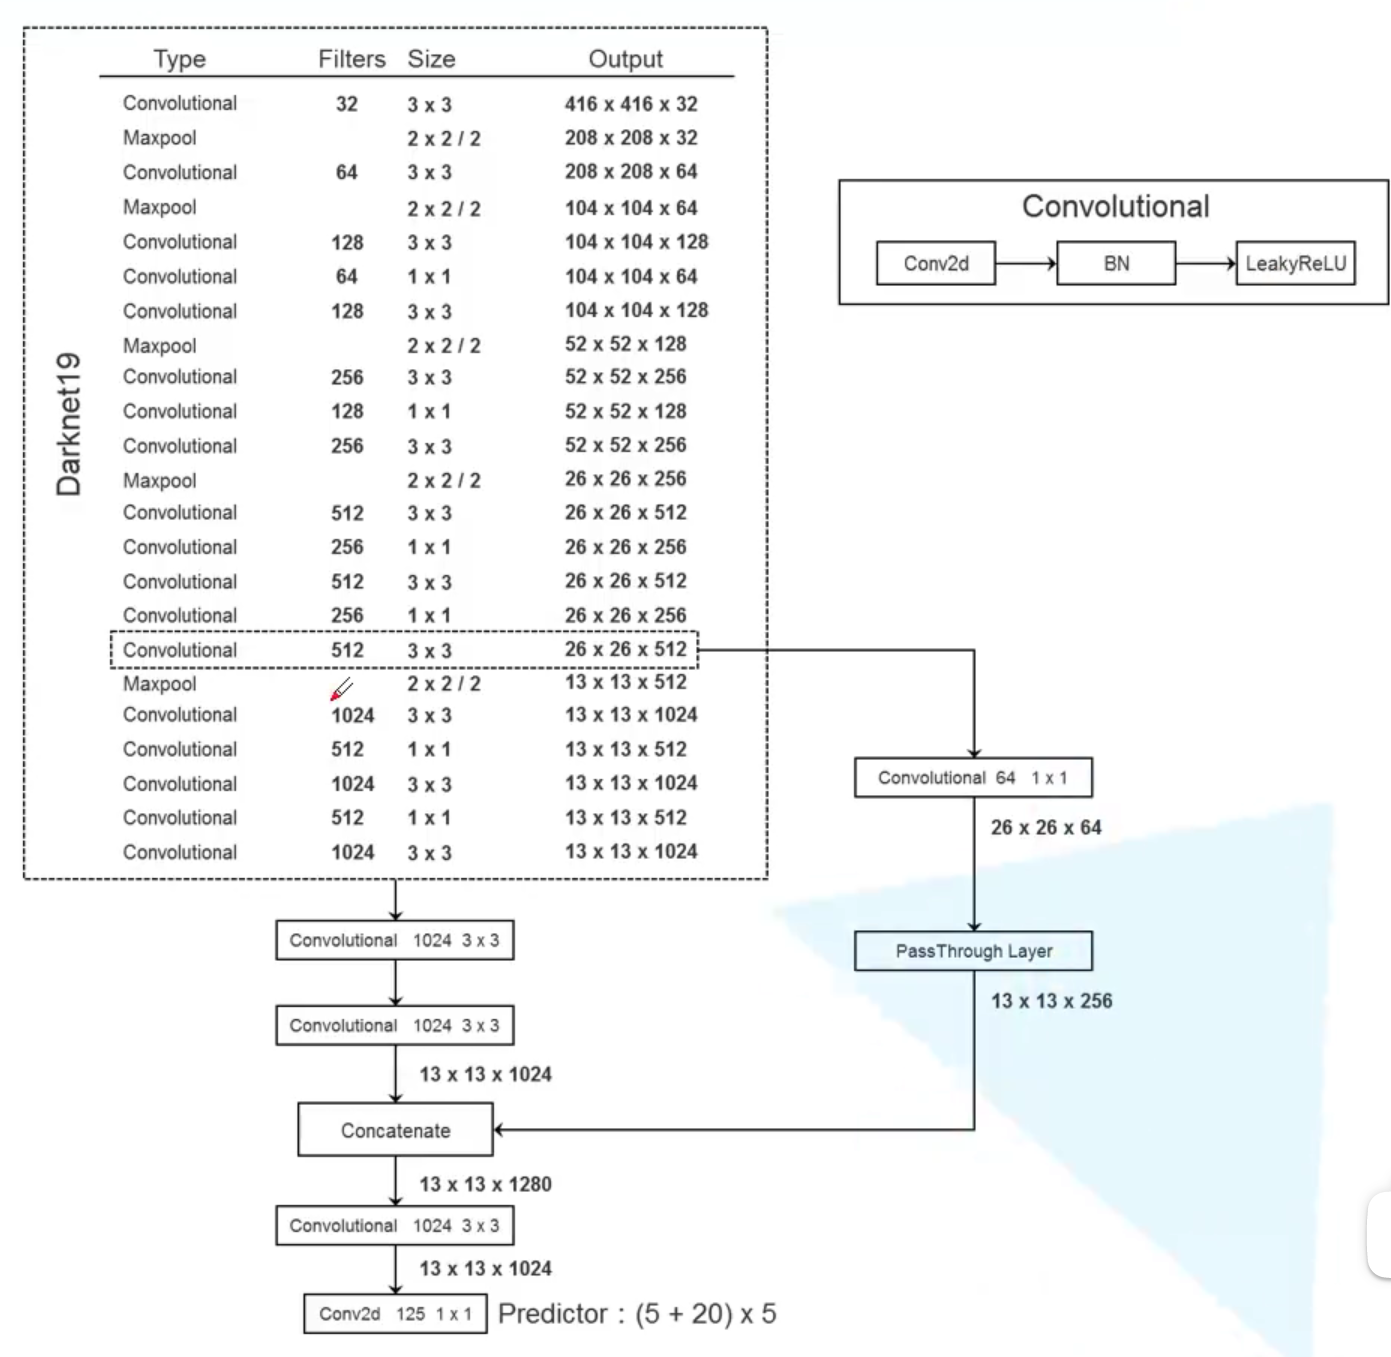 Type Filters Size Output
Convolutional 32 3 x 3 416 x 416 x 32
Maxpool 2 x 2 / 2 208 x 208 x 32
Convolutional 64 3 x 3 208 x 208 x 64
Maxpool 2 x 2 / 2 104 x 104 x 64
Convolutional 128 3 x 3 104 x 104 x 128
Convolutional 64 1 x 1 104 x 104 x 64
Convolutional 128 3 x 3 104 x 104 x 128
Maxpool 2 x 2 / 2 52 x 52 x 128
Convolutional 256 3 x 3 52 x 52 x 256
Convolutional 128 1 x 1 52 x 52 x 128
Convolutional 256 3 x 3 52 x 52 x 256
Maxpool 2 x 2 / 2 26 x 26 x 256
Convolutional 512 3 x 3 26 x 26 x 512
Convolutional 256 1 x 1 26 x 26 x 256
Convolutional 512 3 x 3 26 x 26 x 512
Convolutional 256 1 x 1 26 x 26 x 256
Convolutional 512 3 x 3 26 x 26 x 512
Maxpool 2 x 2 / 2 13 x 13 x 512
Convolutional 1024 3 x 3 13 x 13 x 1024
Convolutional 512 1 x 1 13 x 13 x 512
Convolutional 1024 3 x 3 13 x 13 x 1024
Convolutional 512 1 x 1 13 x 13 x 512
Convolutional 1024 3 x 3 13 x 13 x 1024
Darknet19
Convolutional
Conv2d BN LeakyReLU
Convolutional 64 1 x 1
26 x 26 x 64
PassThrough Layer
13 x 13 x 256
Convolutional 1024 3 x 3
Convolutional 1024 3 x 3
13 x 13 x 1024
Concatenate
13 x 13 x 1280
Convolutional 1024 3 x 3
13 x 13 x 1024
Conv2d 125 1 x 1 Predictor : (5 + 20) x 5